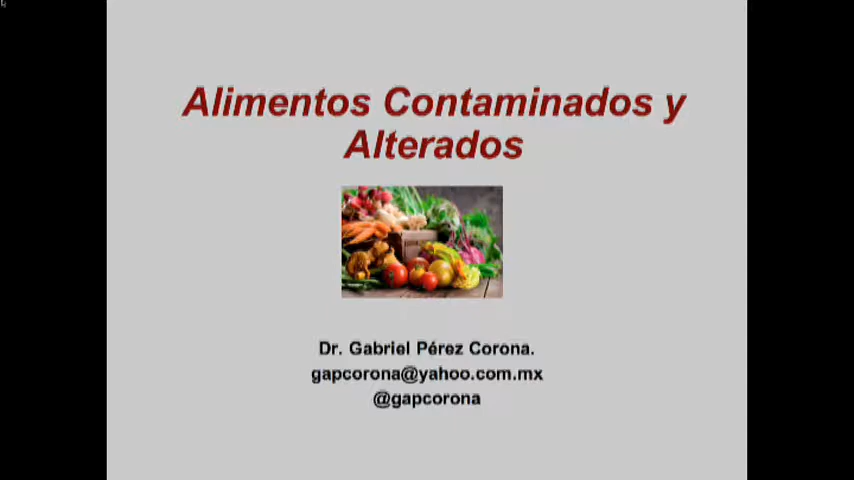 Alimentos Contaminados y
Alterados
Dr. Gabriel Pérez Corona.
gapcorona@yahoo.com.mx
@gapcorona